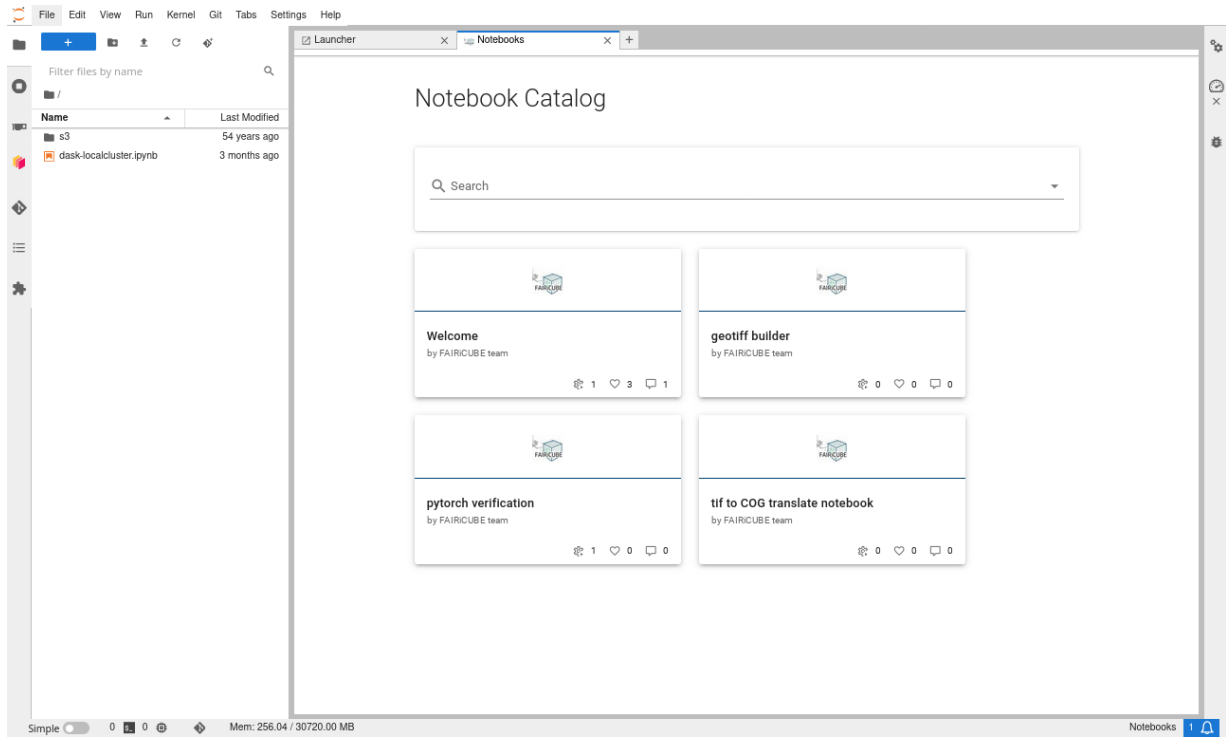 File Edit View Run Kernel Git Tabs Settings Help
Launcher
Notebooks
Filter files by name
/
Name Last Modified
s3 54 years ago
dask-localcluster.ipynb 3 months ago
Notebook Catalog
Search
FAIRiCUBE
FAIRiCUBE
Welcome
by FAIRiCUBE team
1 3 1
geotiff builder
by FAIRiCUBE team
0 0 0
FAIRiCUBE
FAIRiCUBE
pytorch verification
by FAIRiCUBE team
1 0 0
tif to COG translate notebook
by FAIRiCUBE team
0 0 0
Simple 0 0 Mem: 256.04 / 30720.00 MB Notebooks 1